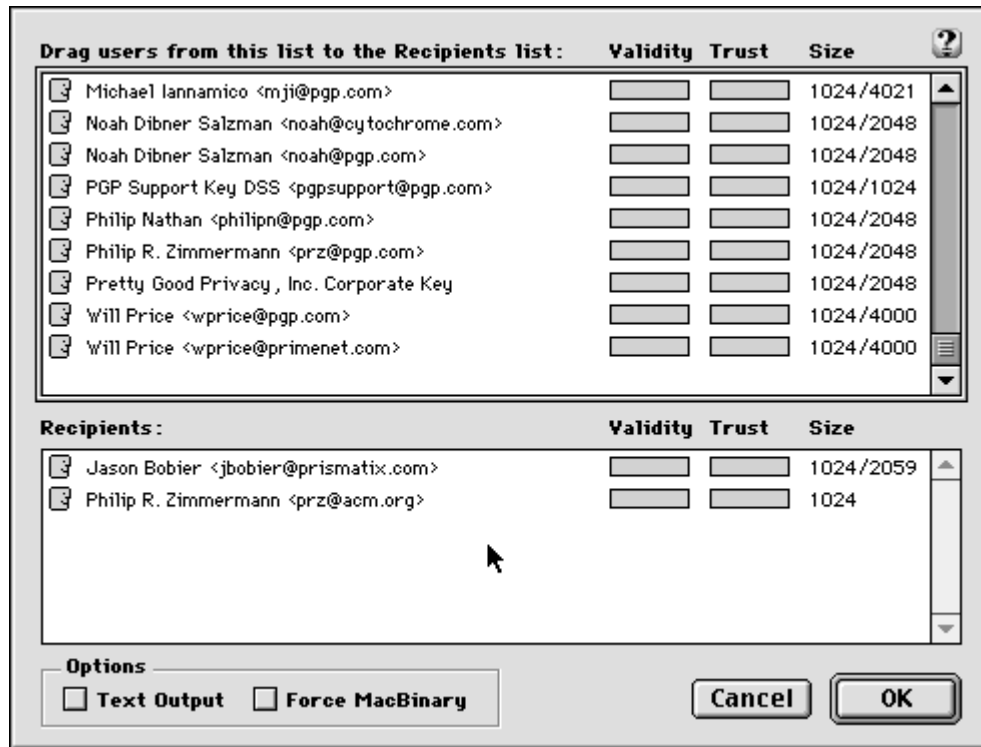 Drag users from this list to the Recipients list: Validity Trust Size ?
Michael Iannamico <mji@pgp.com> 1024/4021
Noah Dibner Salzman <noah@cytochrome.com> 1024/2048
Noah Dibner Salzman <noah@pgp.com> 1024/2048
PGP Support Key DSS <pgpsupport@pgp.com> 1024/1024
Philip Nathan <philipn@pgp.com> 1024/2048
Philip R. Zimmermann <prz@pgp.com> 1024/2048
Pretty Good Privacy, Inc. Corporate Key 1024/2048
Will Price <wprice@pgp.com> 1024/4000
Will Price <wprice@primenet.com> 1024/4000
Recipients: Validity Trust Size
Jason Bobier <jbobier@prismatix.com> 1024/2059
Philip R. Zimmermann <prz@acm.org> 1024
Options
Text Output Force MacBinary Cancel OK